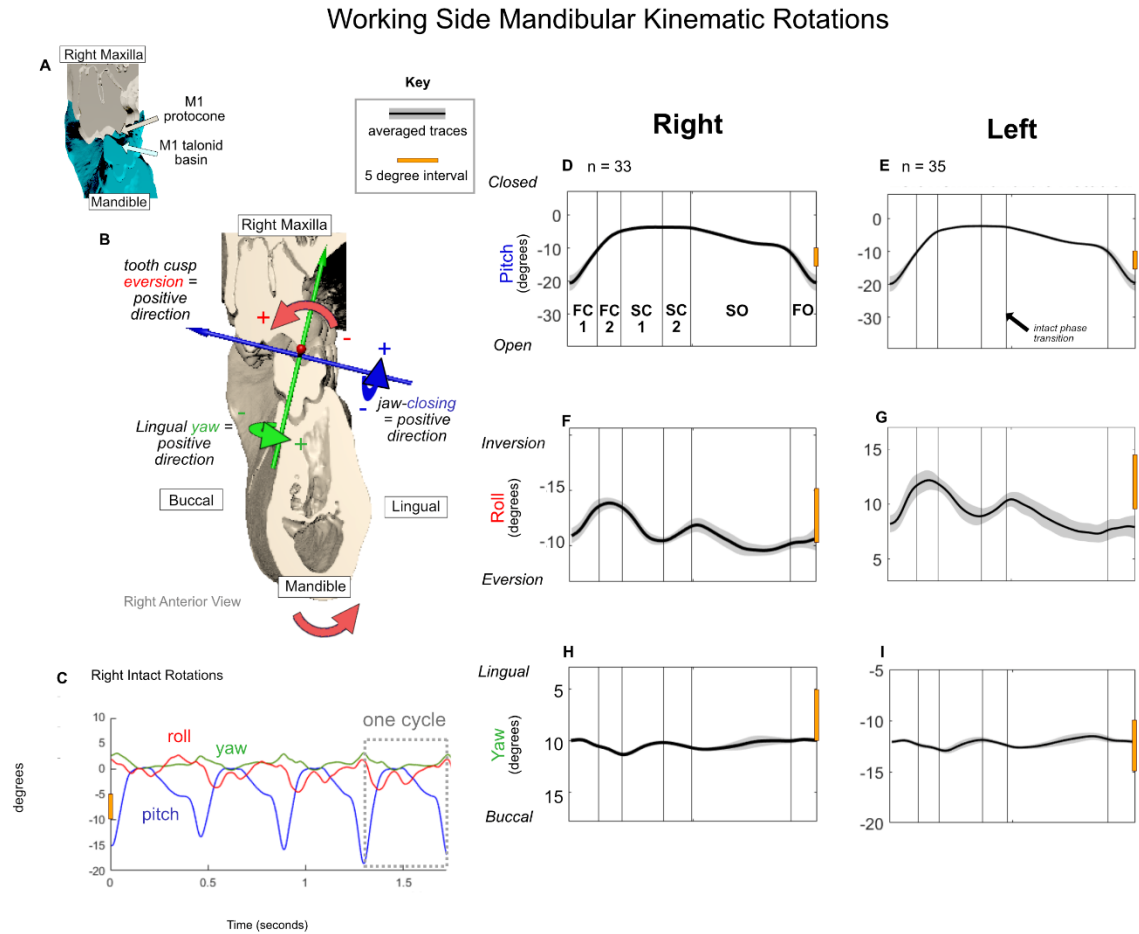 Working Side Mandibular Kinematic Rotations
A
Right Maxilla
M1
protocone
M1 talonid
basin
Mandible
Key
averaged traces
5 degree interval
B
Right Maxilla
tooth cusp
eversion =
positive
direction
+
-
+
-
jaw-closing
= positive
direction
-
Lingual yaw =
positive
direction
+
Buccal
Lingual
Mandible
Right Anterior View
C Right Intact Rotations
degrees
10
5
0
-5
-10
-15
-20
roll
yaw
pitch
one cycle
0
0.5
1
1.5
Time (seconds)
Right
Left
D n = 33
Closed
Pitch
(degrees)
Open
0
-10
-20
-30
FC
1
FC
2
SC
1
SC
2
SO
FO
E n = 35
0
-10
-20
-30
intact phase
transition
F
Inversion
Roll
(degrees)
Eversion
-15
-10
G
15
10
5
H
Lingual
Yaw
(degrees)
Buccal
5
10
15
I
-5
-10
-15
-20